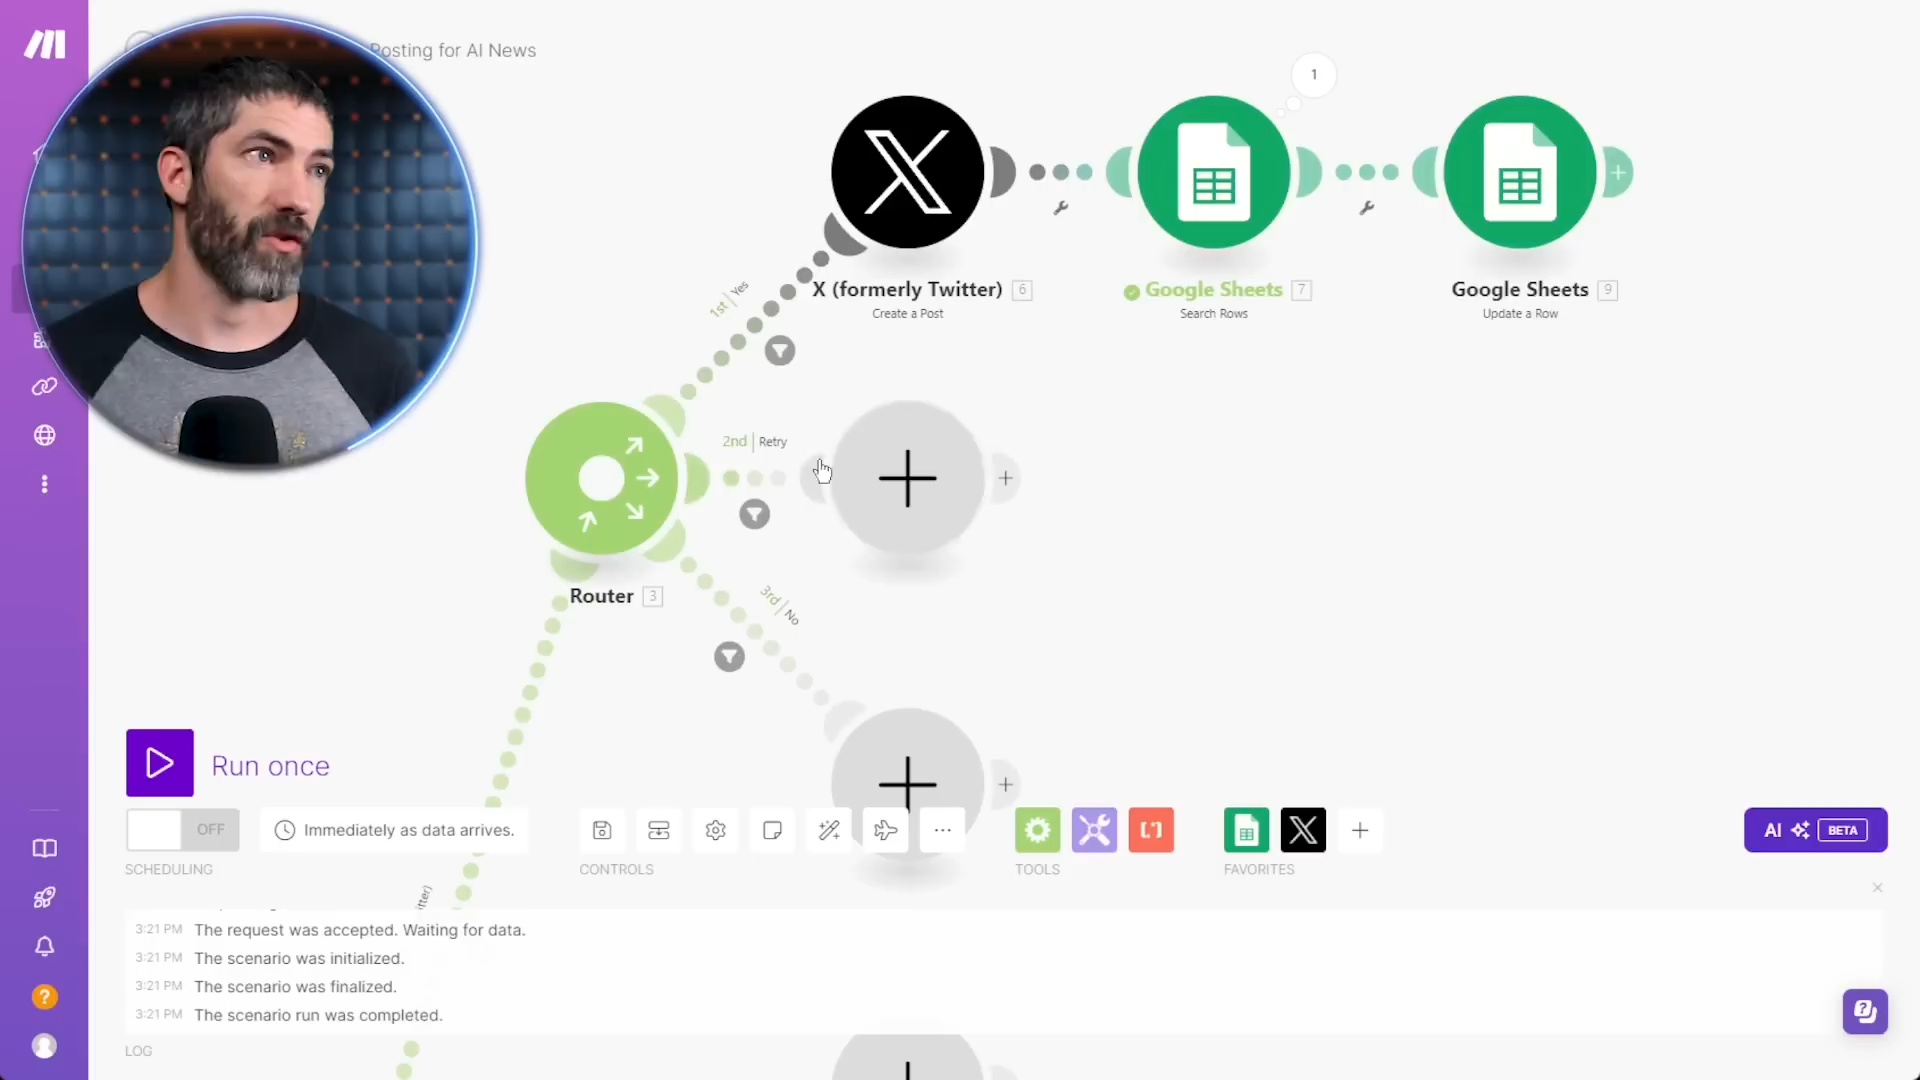 Posting for AI News
1
X (formerly Twitter) 6
Create a Post
Google Sheets 7
Search Rows
Google Sheets 9
Update a Row
1st Yes
2nd Retry
3rd No
Router 3
Run once
OFF
Immediately as data arrives.
SCHEDULING
CONTROLS
TOOLS
FAVORITES
AI BETA
itter)
3:21 PM The request was accepted. Waiting for data.
3:21 PM The scenario was initialized.
3:21 PM The scenario was finalized.
3:21 PM The scenario run was completed.
LOG